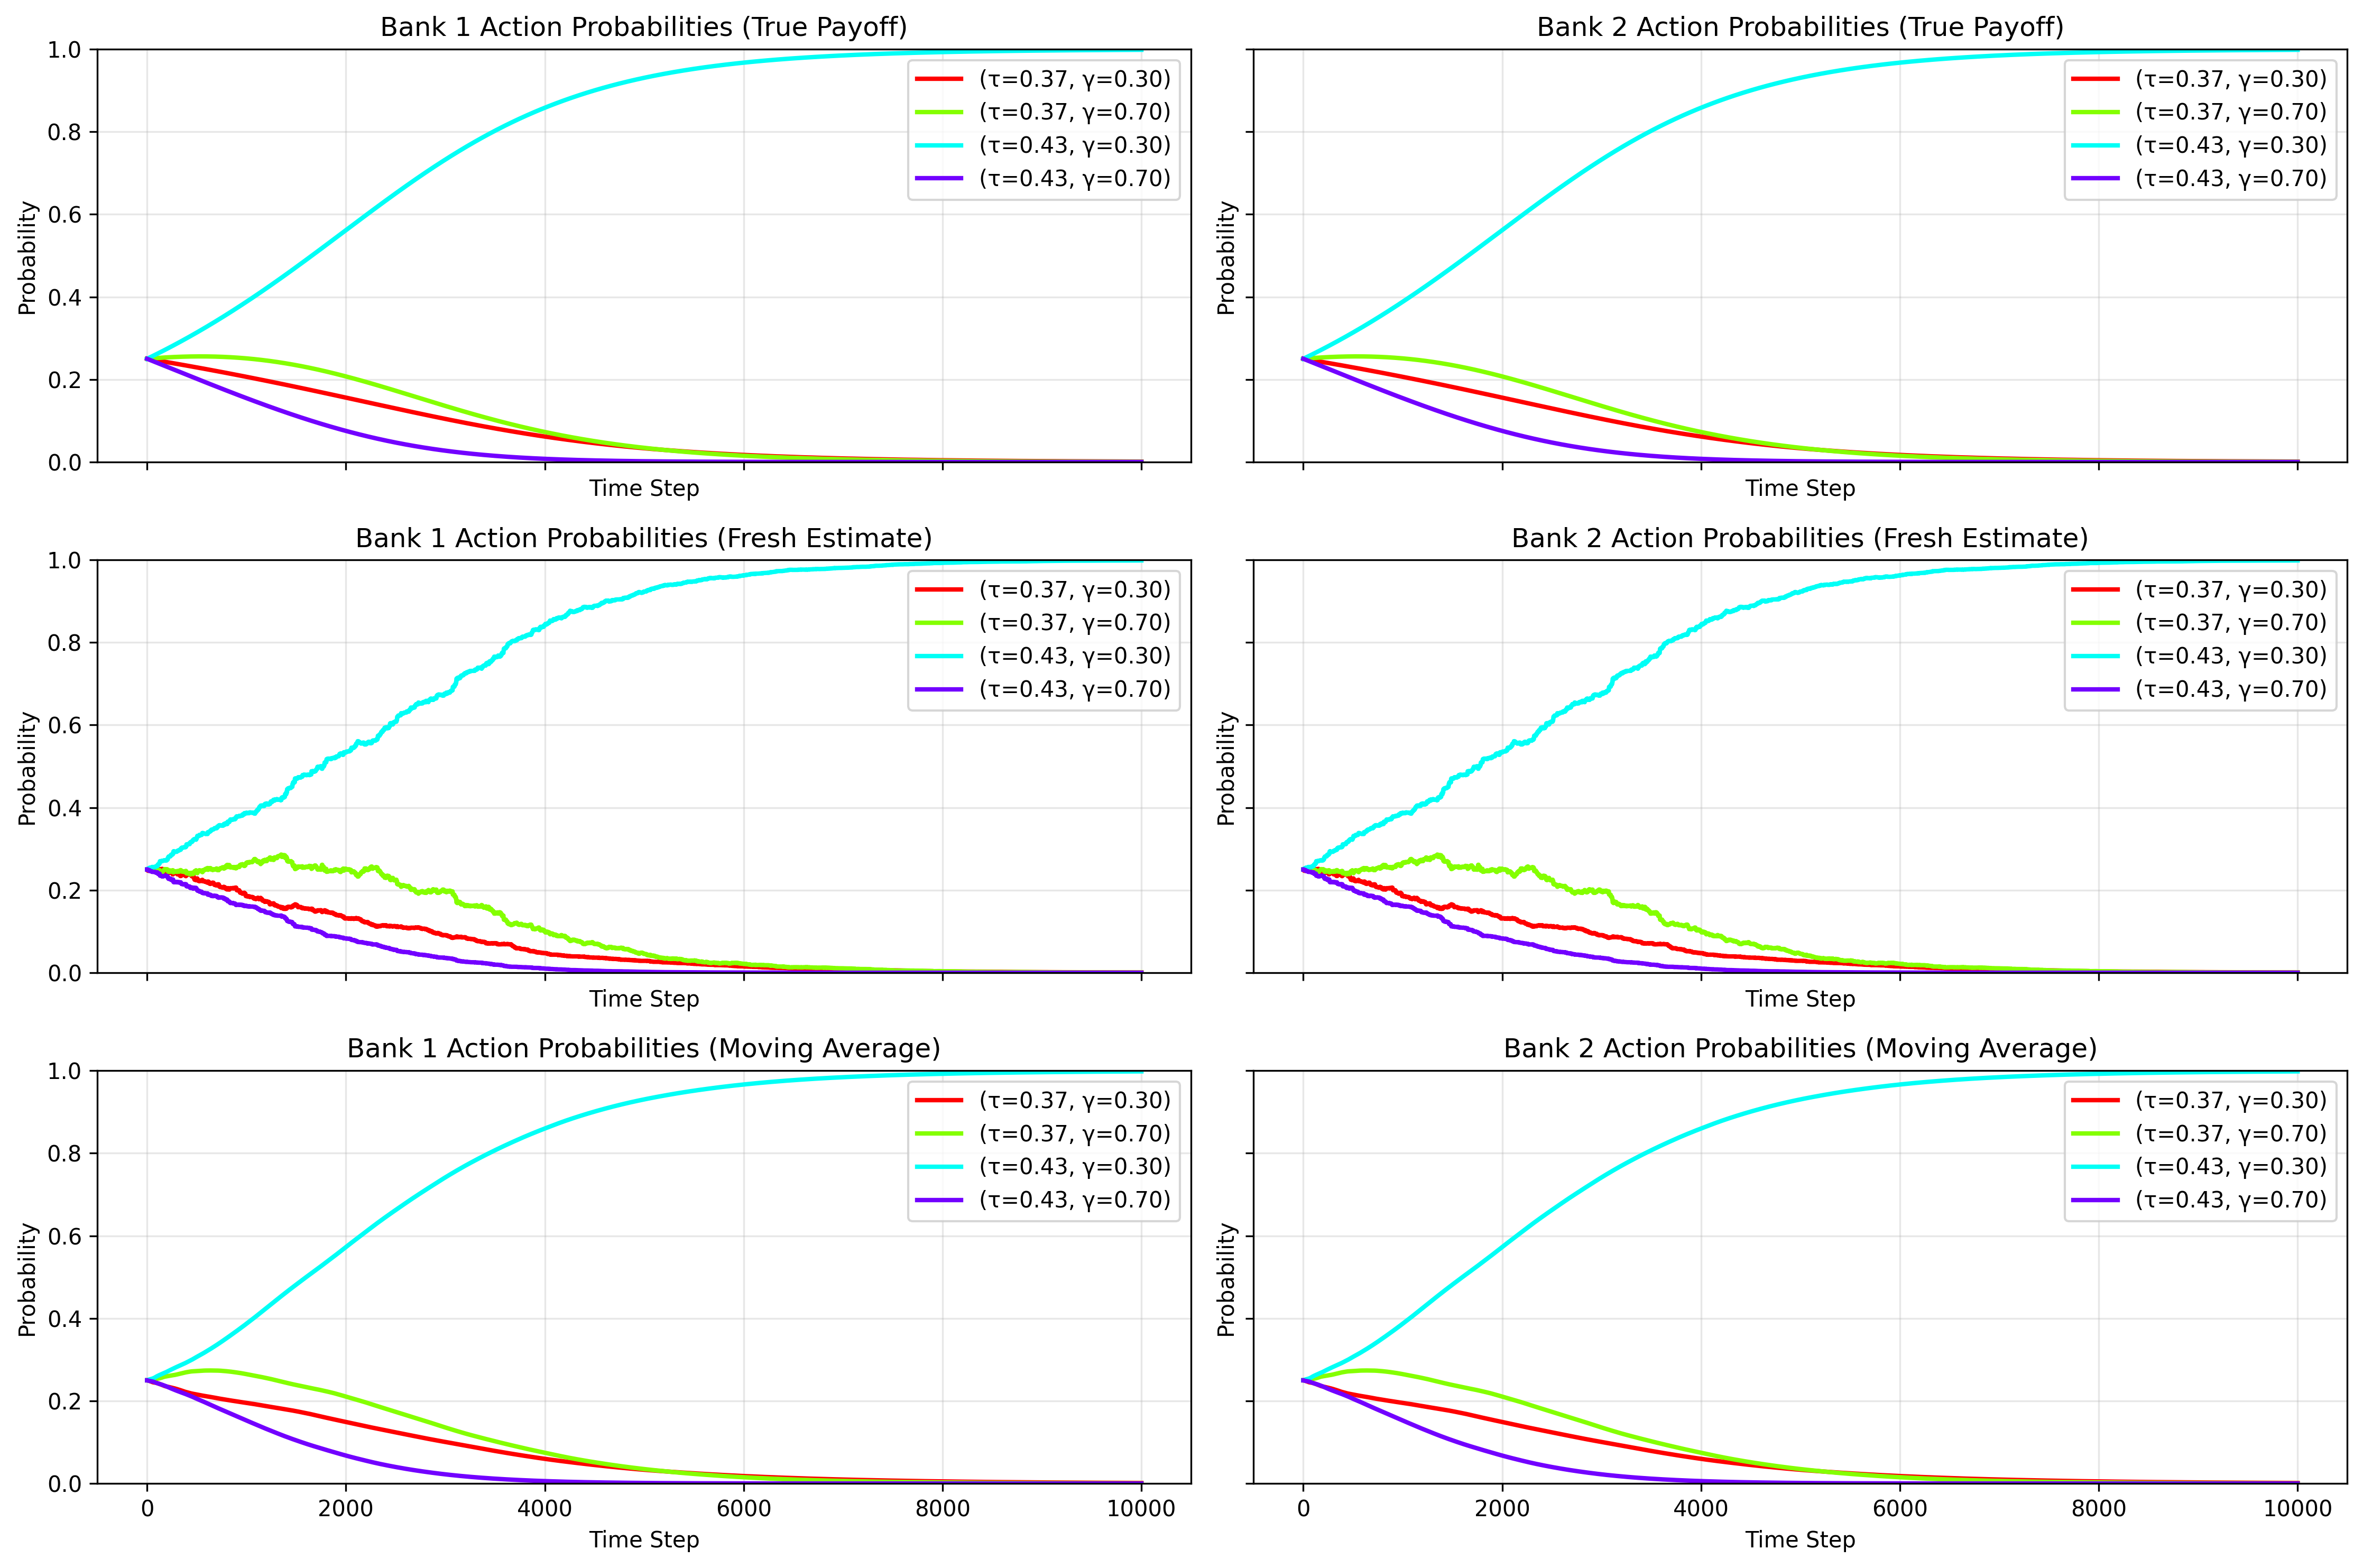 Bank 1 Action Probabilities (True Payoff)
Probability
1.0
0.8
0.6
0.4
0.2
0.0
(τ=0.37, γ=0.30)
(τ=0.37, γ=0.70)
(τ=0.43, γ=0.30)
(τ=0.43, γ=0.70)
Time Step
Bank 2 Action Probabilities (True Payoff)
Probability
(τ=0.37, γ=0.30)
(τ=0.37, γ=0.70)
(τ=0.43, γ=0.30)
(τ=0.43, γ=0.70)
Time Step
Bank 1 Action Probabilities (Fresh Estimate)
Probability
1.0
0.8
0.6
0.4
0.2
0.0
(τ=0.37, γ=0.30)
(τ=0.37, γ=0.70)
(τ=0.43, γ=0.30)
(τ=0.43, γ=0.70)
Time Step
Bank 2 Action Probabilities (Fresh Estimate)
Probability
(τ=0.37, γ=0.30)
(τ=0.37, γ=0.70)
(τ=0.43, γ=0.30)
(τ=0.43, γ=0.70)
Time Step
Bank 1 Action Probabilities (Moving Average)
Probability
1.0
0.8
0.6
0.4
0.2
0.0
(τ=0.37, γ=0.30)
(τ=0.37, γ=0.70)
(τ=0.43, γ=0.30)
(τ=0.43, γ=0.70)
0 2000 4000 6000 8000 10000
Time Step
Bank 2 Action Probabilities (Moving Average)
Probability
(τ=0.37, γ=0.30)
(τ=0.37, γ=0.70)
(τ=0.43, γ=0.30)
(τ=0.43, γ=0.70)
0 2000 4000 6000 8000 10000
Time Step